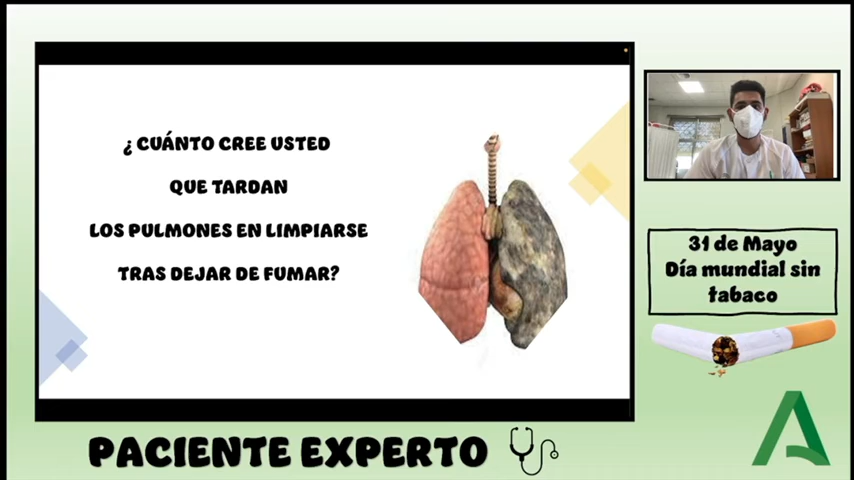 ¿ CUÁNTO CREE USTED
QUE TARDAN
LOS PULMONES EN LIMPIARSE
TRAS DEJAR DE FUMAR?
31 de Mayo
Día mundial sin
tabaco
PACIENTE EXPERTO